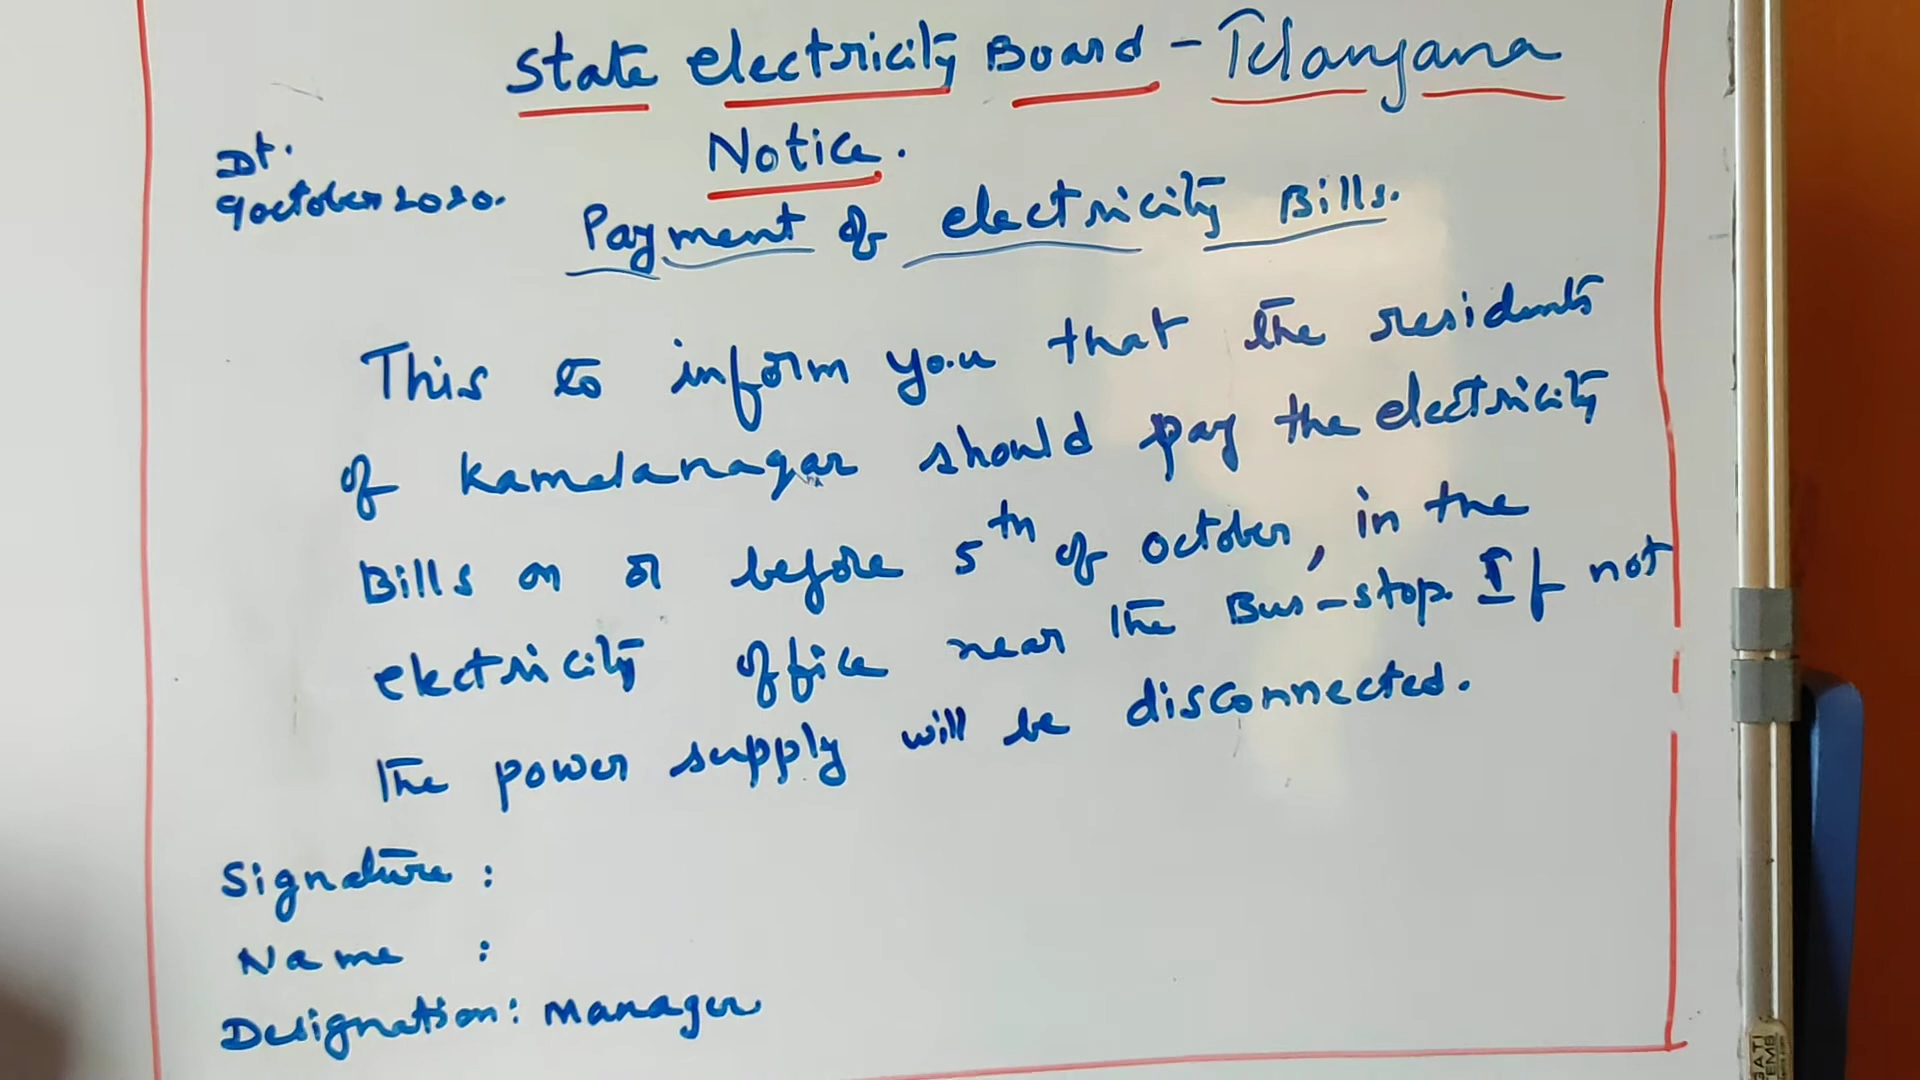 State Electricity Board - Telangana
Notice.
Dt.
9 october 2020.
Payment of electricity Bills.
This to inform you that the residents
of Kamalanagar should pay the electricity
Bills on or before 5th of october, in the
electricity office near the Bus-stop. If not
the power supply will be disconnected.
Signature :
Name :
Designation: Manager